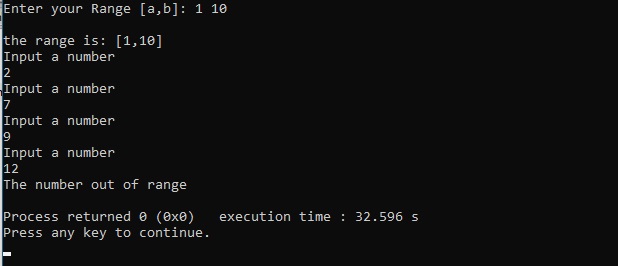 Enter your Range [a,b]: 1 10
the range is: [1,10]
Input a number
2
Input a number
7
Input a number
9
Input a number
12
The number out of range
Process returned 0 (0x0)   execution time : 32.596 s
Press any key to continue.